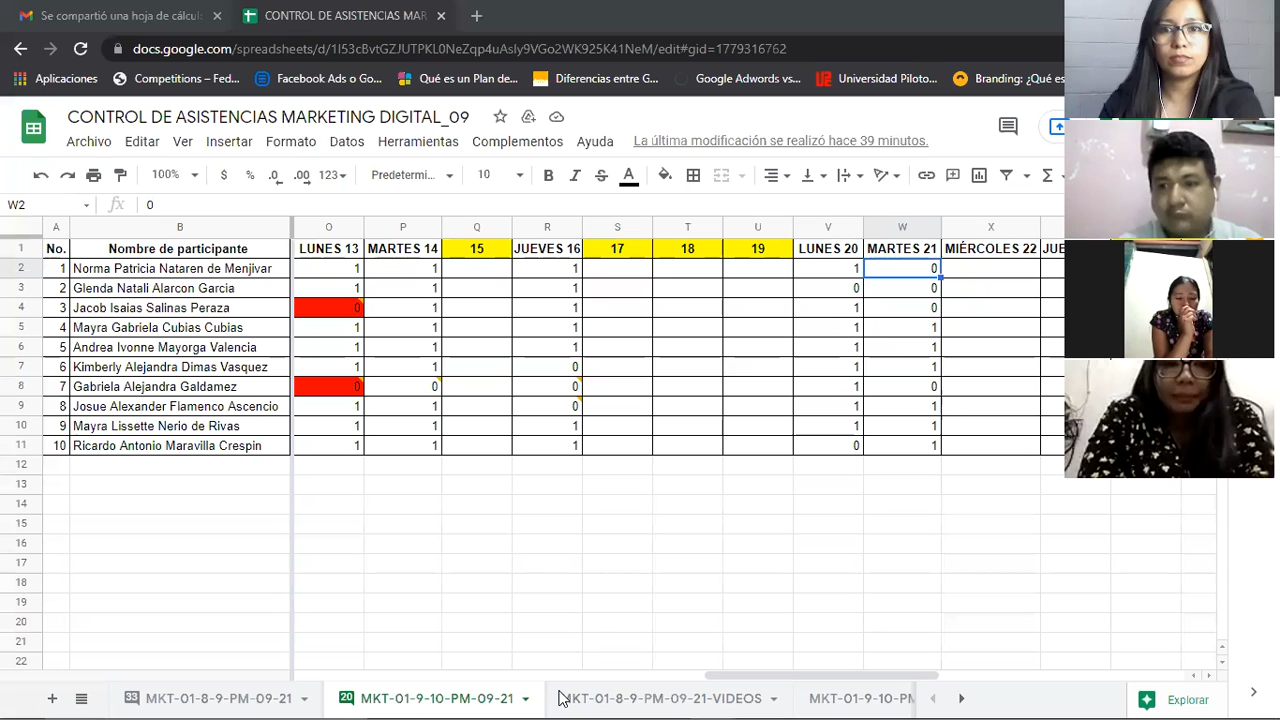 Se compartió una hoja de cálcu
CONTROL DE ASISTENCIAS MAR
Aplicaciones Competitions – Fed... Facebook Ads o Go... Qué es un Plan de... Diferencias entre G... Google Adwords vs... Universidad Piloto... Branding: ¿Qué es
CONTROL DE ASISTENCIAS MARKETING DIGITAL_09
Archivo Editar Ver Insertar Formato Datos Herramientas Complementos Ayuda La última modificación se realizó hace 39 minutos.
100% $ % .0 .00 123 Predetermi... 10 B I S A
W2 fx 0
A B O P Q R S T U V W X
1 No. Nombre de participante LUNES 13 MARTES 14 15 JUEVES 16 17 18 19 LUNES 20 MARTES 21 MIÉRCOLES 22 JUE
2 1 Norma Patricia Nataren de Menjivar 1 1 1 1 0
3 2 Glenda Natali Alarcon Garcia 1 1 1 0 0
4 3 Jacob Isaias Salinas Peraza 0 1 1 1 0
5 4 Mayra Gabriela Cubias Cubias 1 1 1 1 1
6 5 Andrea Ivonne Mayorga Valencia 1 1 1 1 1
7 6 Kimberly Alejandra Dimas Vasquez 1 1 0 1 1
8 7 Gabriela Alejandra Galdamez 0 0 0 1 0
9 8 Josue Alexander Flamenco Ascencio 1 1 0 1 1
10 9 Mayra Lissette Nerio de Rivas 1 1 1 1 1
11 10 Ricardo Antonio Maravilla Crespin 1 1 1 0 1
12
13
14
15
16
17
18
19
20
21
22
33 MKT-01-8-9-PM-09-21 20 MKT-01-9-10-PM-09-21 MKT-01-8-9-PM-09-21-VIDEOS MKT-01-9-10-PM Explorar